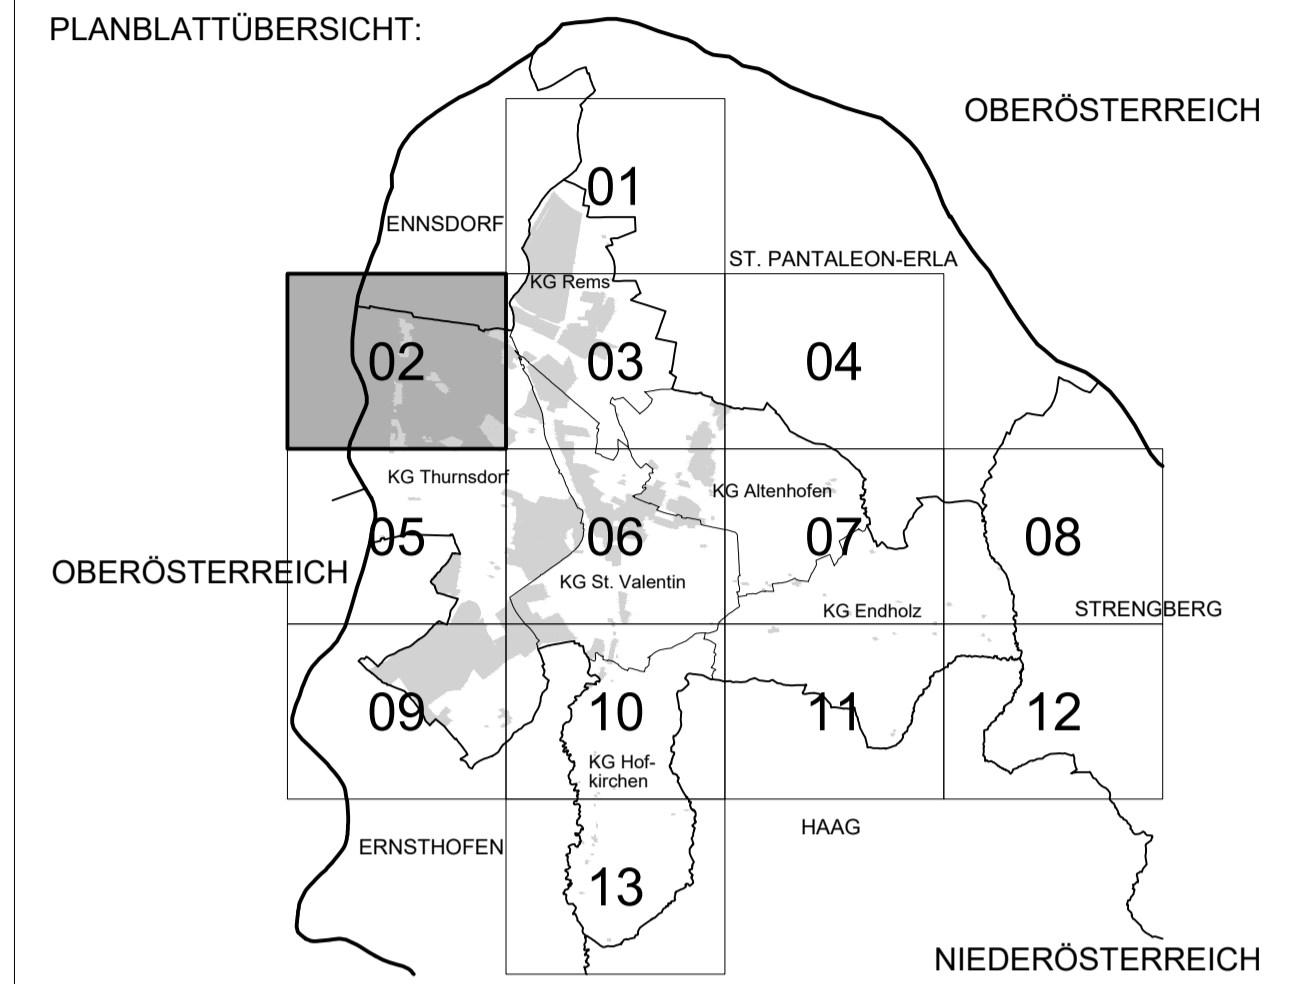 PLANBLATTÜBERSICHT:
OBERÖSTERREICH
01
ENNSDORF
ST. PANTALEON-ERLA
KG Rems
02
03
04
KG Thurnsdorf
KG Altenhofen
05
06
07
08
OBERÖSTERREICH
KG St. Valentin
KG Endholz
STRENGBERG
09
10
11
12
KG Hof-
kirchen
ERNSTHOFEN
HAAG
13
NIEDERÖSTERREICH